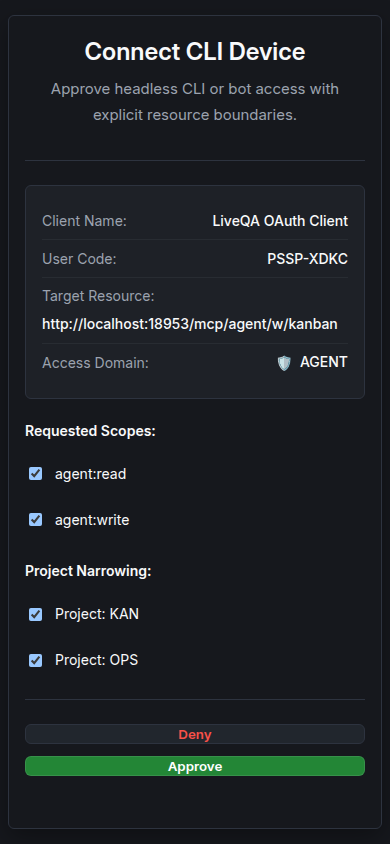 Connect CLI Device
Approve headless CLI or bot access with
explicit resource boundaries.
Client Name: LiveQA OAuth Client
User Code: PSSP-XDKC
Target Resource:
http://localhost:18953/mcp/agent/w/kanban
Access Domain: AGENT
Requested Scopes:
agent:read
agent:write
Project Narrowing:
Project: KAN
Project: OPS
Deny
Approve